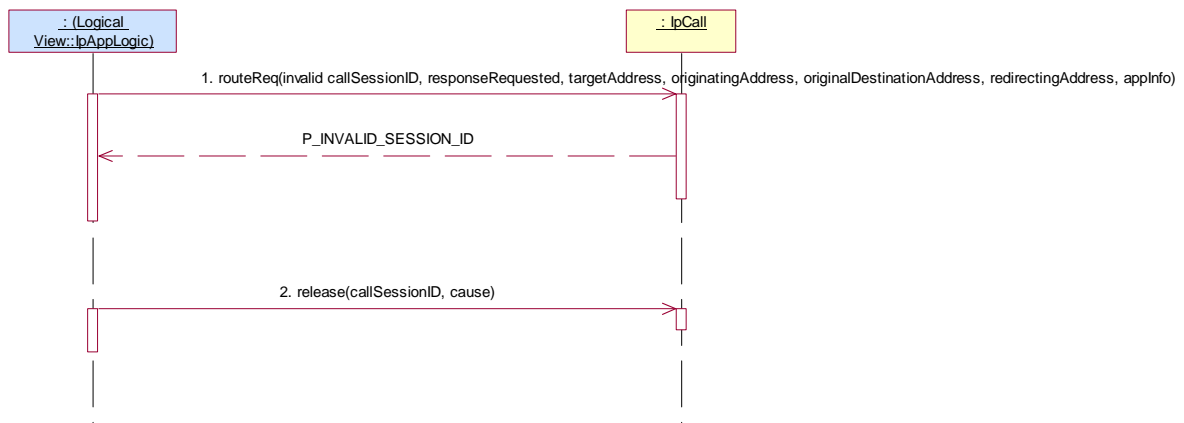 : (Logical
View::IpAppLogic)
: IpCall
1. routeReq(invalid callSessionID, responseRequested, targetAddress, originatingAddress, originalDestinationAddress, redirectingAddress, appInfo)
P_INVALID_SESSION_ID
2. release(callSessionID, cause)